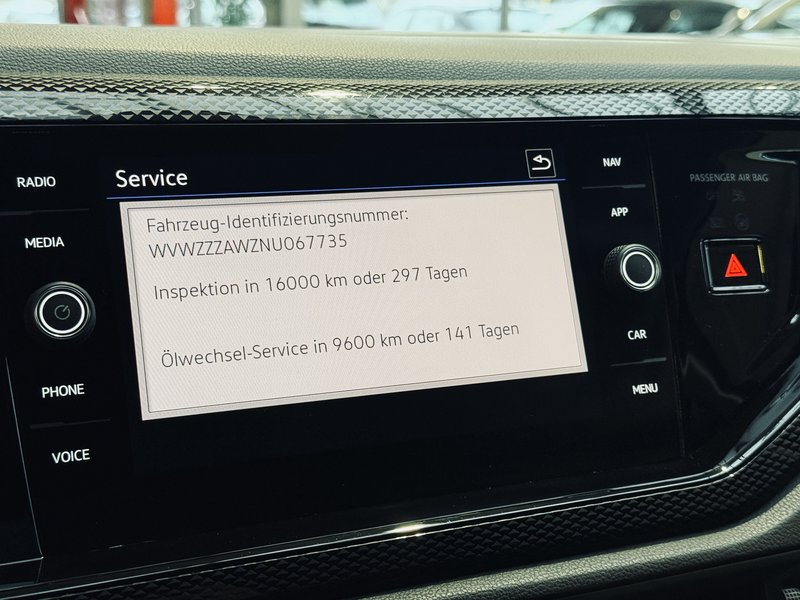 RADIO
MEDIA
PHONE
VOICE
Service
Fahrzeug-Identifizierungsnummer:
WVWZZZAWZNU067735
Inspektion in 16000 km oder 297 Tagen
Ölwechsel-Service in 9600 km oder 141 Tagen
NAV
APP
CAR
MENU
PASSENGER AIR BAG